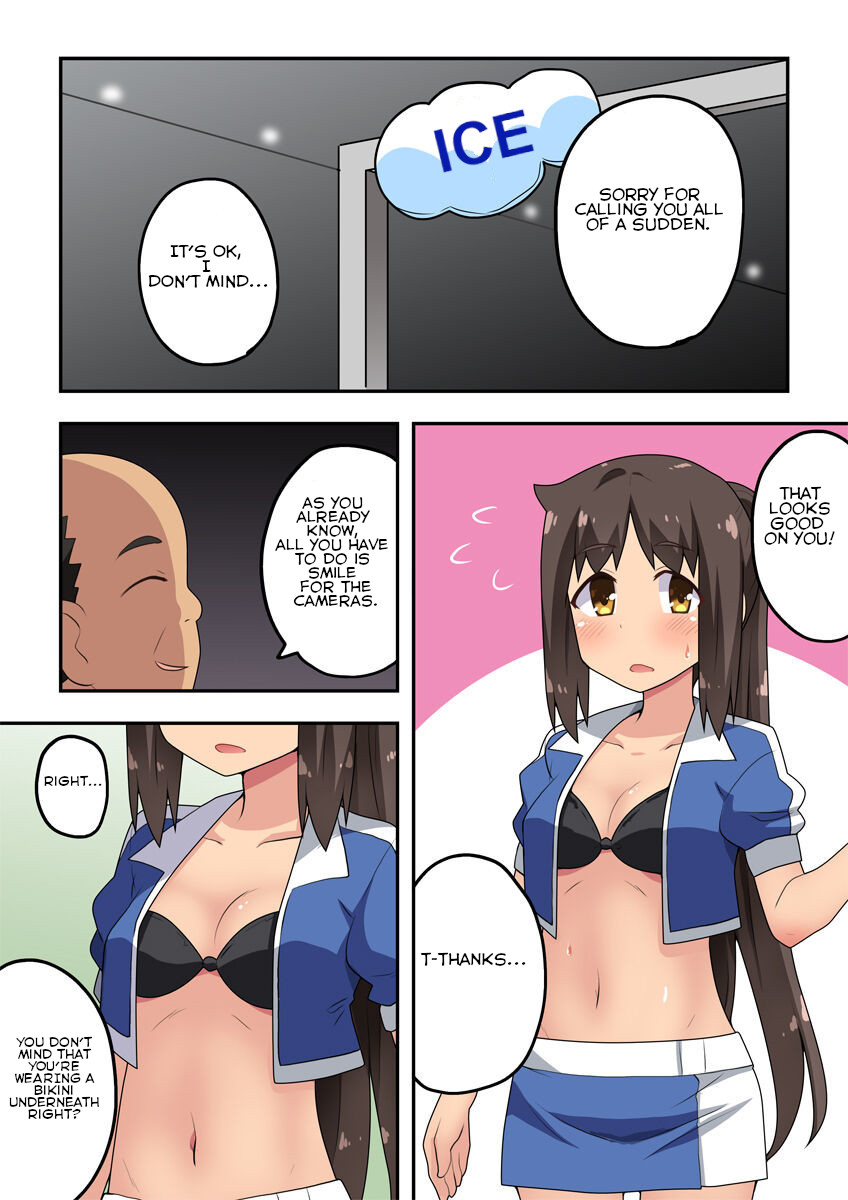 ICE
SORRY FOR
CALLING YOU ALL
OF A SUDDEN.
IT'S OK,
I
DON'T MIND...
THAT
LOOKS
GOOD
ON YOU!
T-THANKS...
AS YOU
ALREADY
KNOW,
ALL YOU HAVE
TO DO IS
SMILE
FOR THE
CAMERAS.
RIGHT...
YOU DON'T
MIND THAT
YOU'RE
WEARING A
BIKINI
UNDERNEATH
RIGHT?